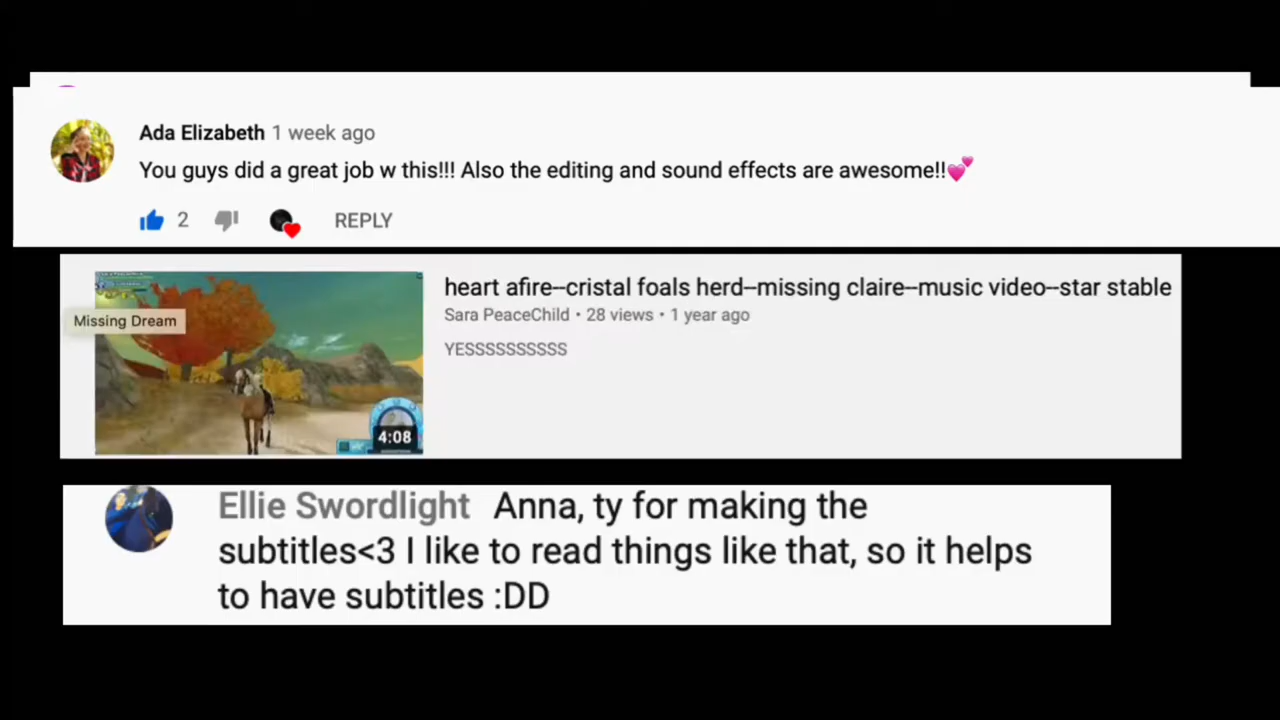 Ada Elizabeth 1 week ago
You guys did a great job w this!!! Also the editing and sound effects are awesome!!💕
2 REPLY
heart afire--cristal foals herd--missing claire--music video--star stable
Sara PeaceChild • 28 views • 1 year ago
Missing Dream
YESSSSSSSSSS
4:08
Ellie Swordlight Anna, ty for making the
subtitles<3 I like to read things like that, so it helps
to have subtitles :DD